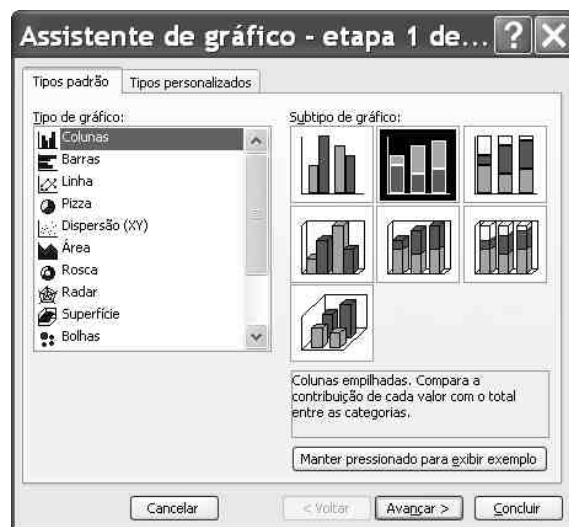 Assistente de gráfico - etapa 1 de...
Tipos padrão
Tipos personalizados
Tipo de gráfico:
Colunas
Barras
Linha
Pizza
Dispersão (XY)
Área
Rosca
Radar
Superfície
Bolhas
Subtipo de gráfico:
Colunas empilhadas. Compara a
contribuição de cada valor com o total
entre as categorias.
Manter pressionado para exibir exemplo
Cancelar
< Voltar
Avançar >
Concluir